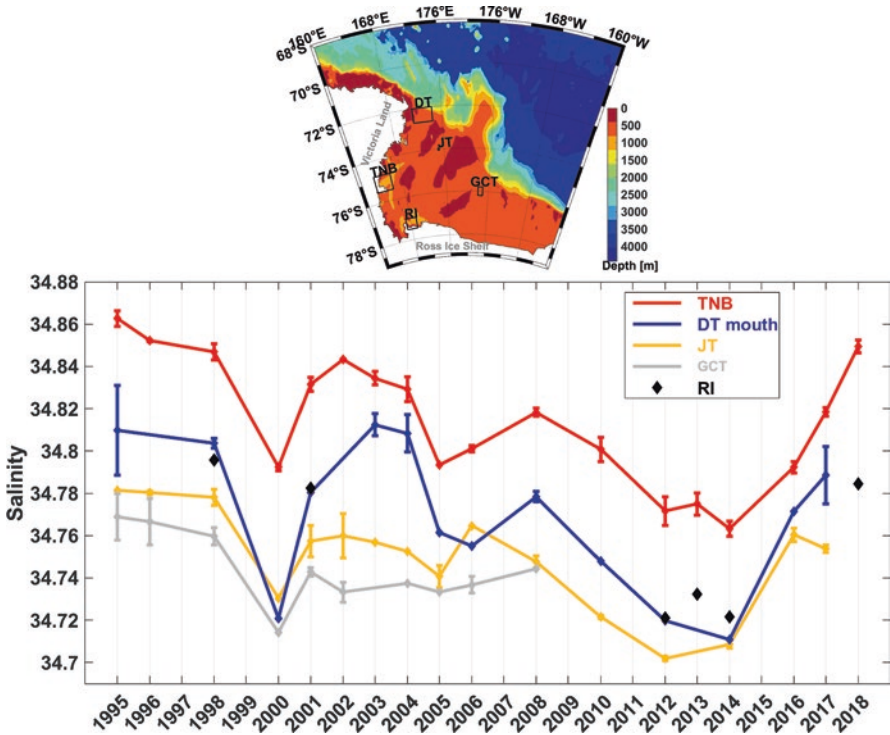 160°E 168°E 176°E 176°W 168°W 160°W
68°S
70°S
72°S
74°S
76°S
78°S
Victoria Land
DT
JT
TNB
GCT
RI
Ross Ice Shelf
0
500
1000
1500
2000
2500
3000
3500
4000
Depth [m]
Salinity
34.88
34.86
34.84
34.82
34.8
34.78
34.76
34.74
34.72
34.7
TNB
DT mouth
JT
GCT
RI
1995 1996 1997 1998 1999 2000 2001 2002 2003 2004 2005 2006 2007 2008 2009 2010 2011 2012 2013 2014 2015 2016 2017 2018